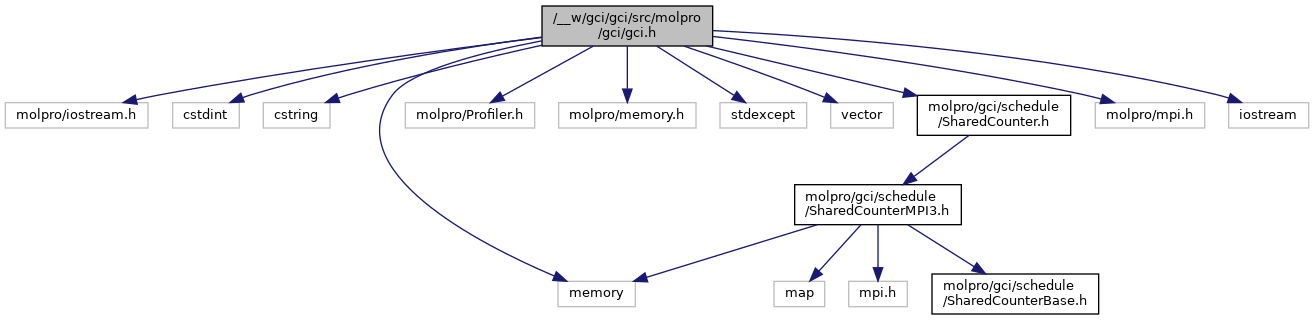 /__w/gci/gci/src/molpro
/gci/gci.h
molpro/iostream.h
cstdint
cstring
molpro/Profiler.h
molpro/memory.h
stdexcept
vector
molpro/gci/schedule
/SharedCounter.h
molpro/mpi.h
iostream
molpro/gci/schedule
/SharedCounterMPI3.h
memory
map
mpi.h
molpro/gci/schedule
/SharedCounterBase.h